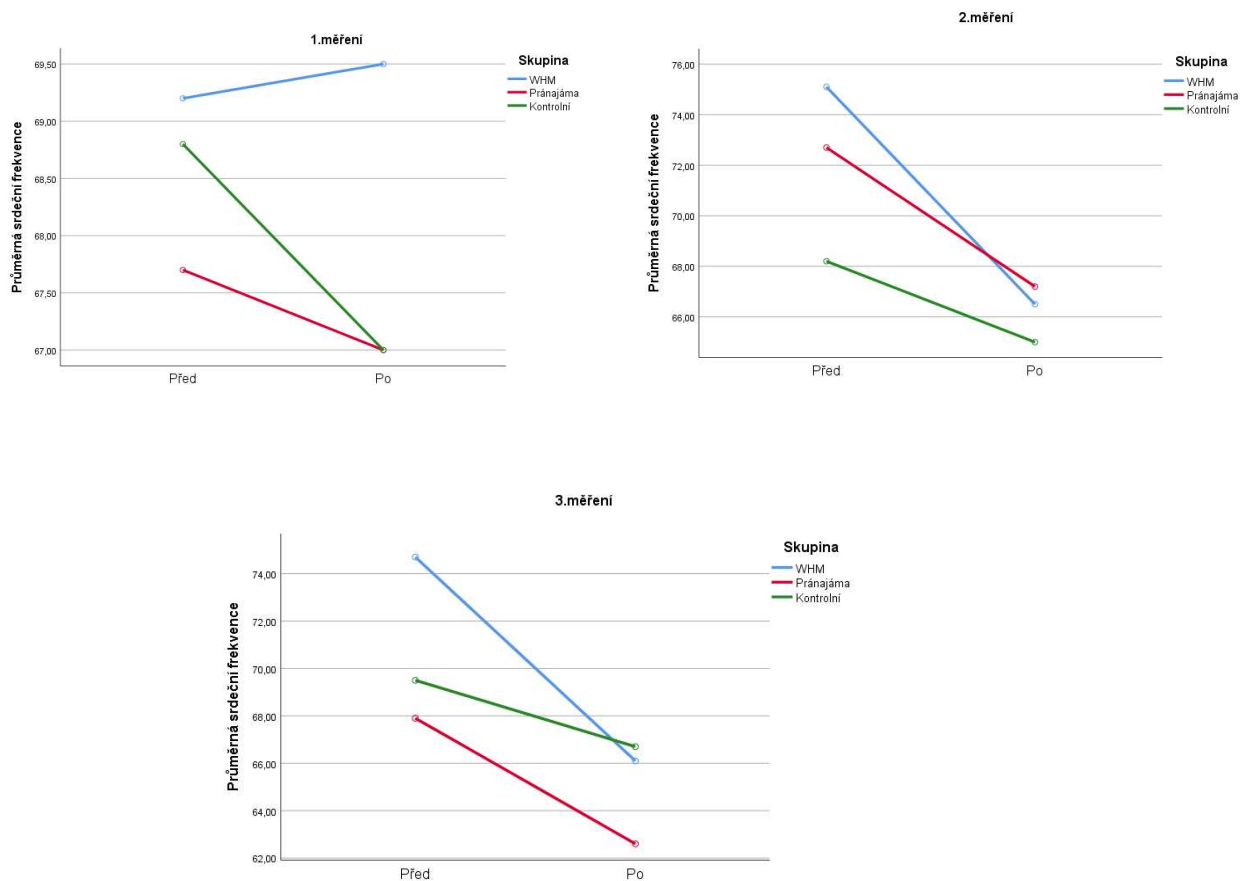 1.měření
Průměrná srdeční frekvence
69,50
69,00
68,50
68,00
67,50
67,00
Před
Po
Skupina
WHM
Pránajáma
Kontrolní
2.měření
Průměrná srdeční frekvence
76,00
74,00
72,00
70,00
68,00
66,00
Před
Po
Skupina
WHM
Pránajáma
Kontrolní
3.měření
Průměrná srdeční frekvence
74,00
72,00
70,00
68,00
66,00
64,00
62,00
Před
Po
Skupina
WHM
Pránajáma
Kontrolní